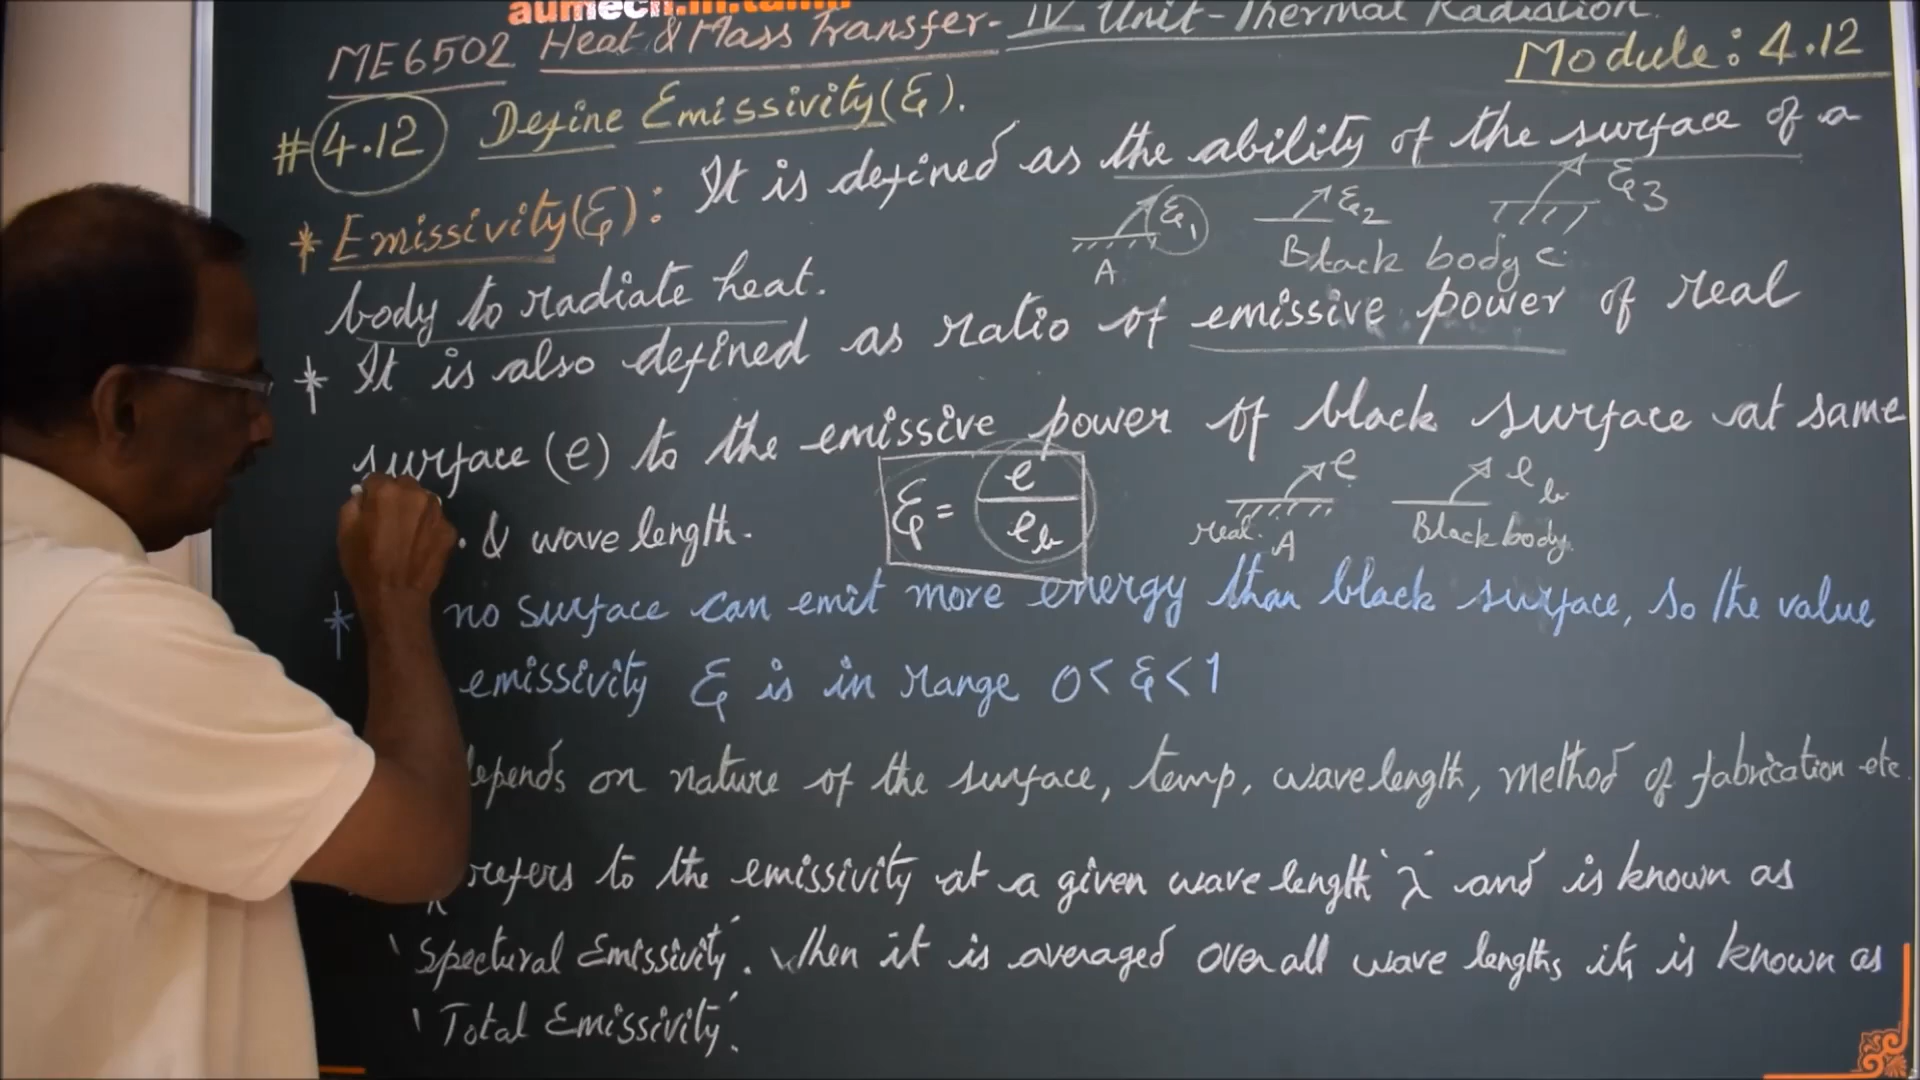 aumech.in.tamil
ME6502 Heat & Mass Transfer - IV Unit - Thermal Radiation.
Module: 4.12
#4.12 Define Emissivity(ε).
* Emissivity(ε): It is defined as the ability of the surface of a
ε1 ε2 ε3
A Black body C
body to radiate heat.
* It is also defined as ratio of emissive power of real
surface (e) to the emissive power of black surface at same
. & wave length. ε = e/eb
e eb
real. A Black body.
* no surface can emit more energy than black surface, so the value
emissivity ε is in range 0 < ε < 1
depends on nature of the surface, temp, wave length, method of fabrication etc.
λ refers to the emissivity at a given wave length 'λ' and is known as
'Spectural Emissivity'. When it is averaged over all wave lengths it is known as
'Total Emissivity'.